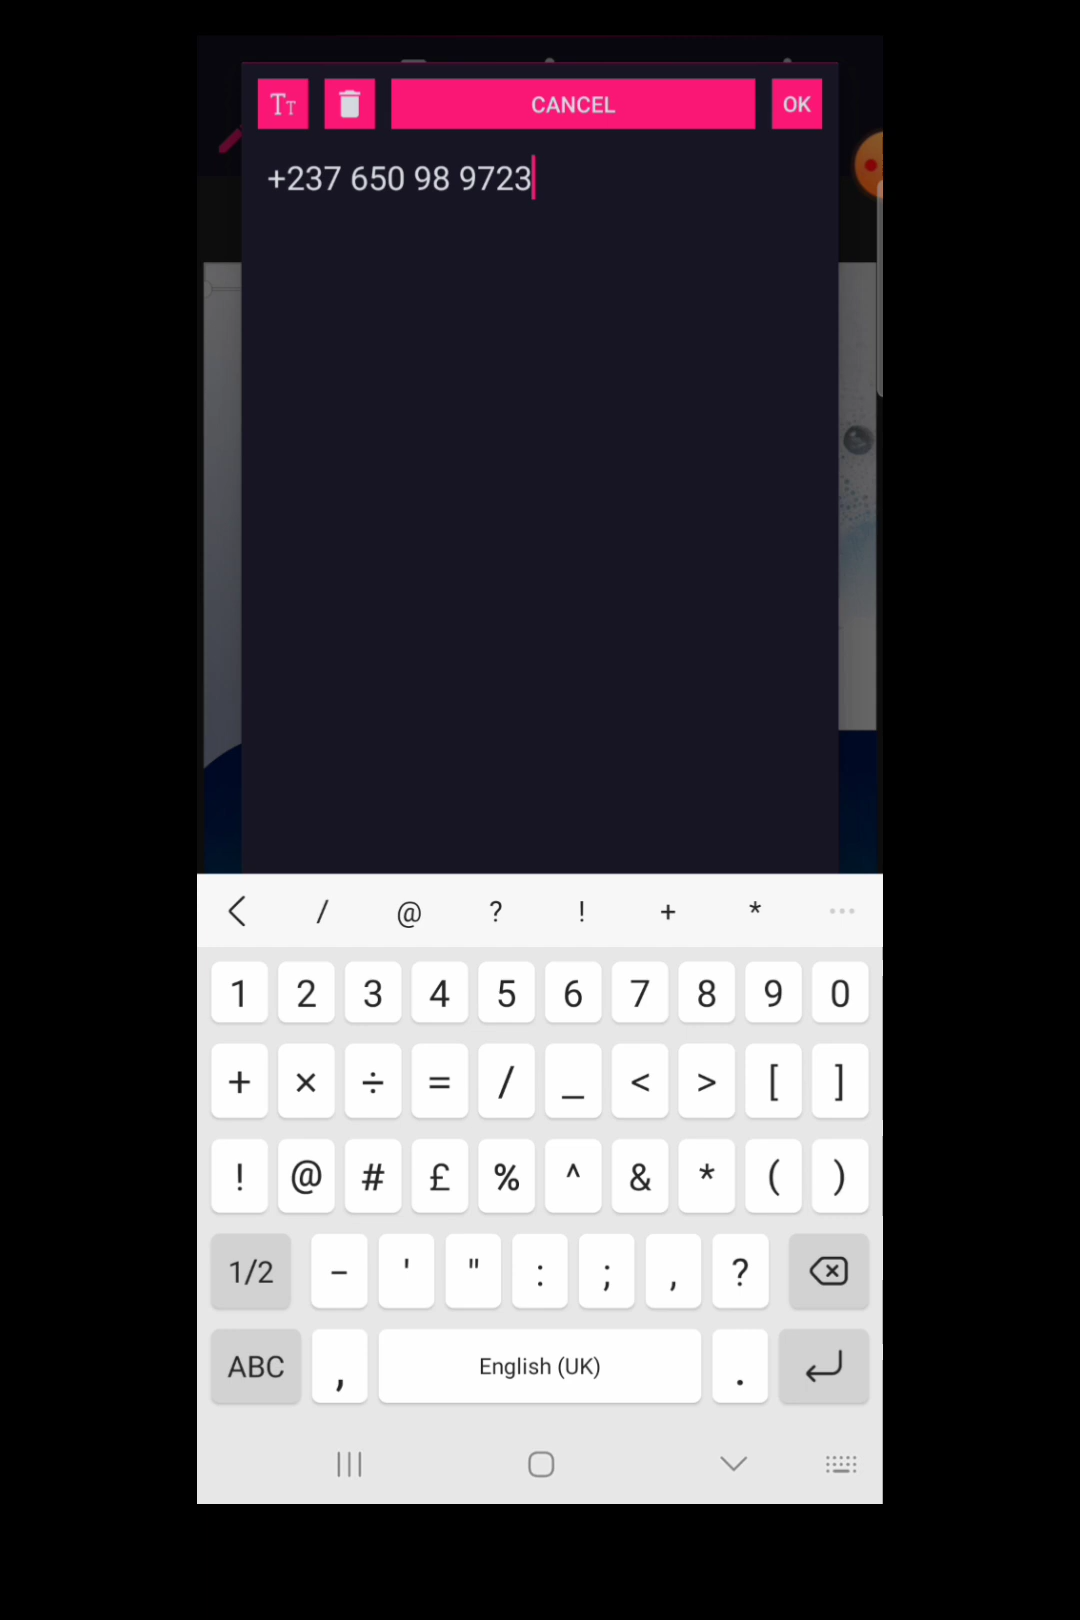 TT CANCEL OK
+237 650 98 9723
/ @ ? ! + *
1 2 3 4 5 6 7 8 9 0
+ × ÷ = / _ < > [ ]
! @ # £ % ^ & * ( )
1/2 - ' " : ; , ?
ABC , English (UK) .